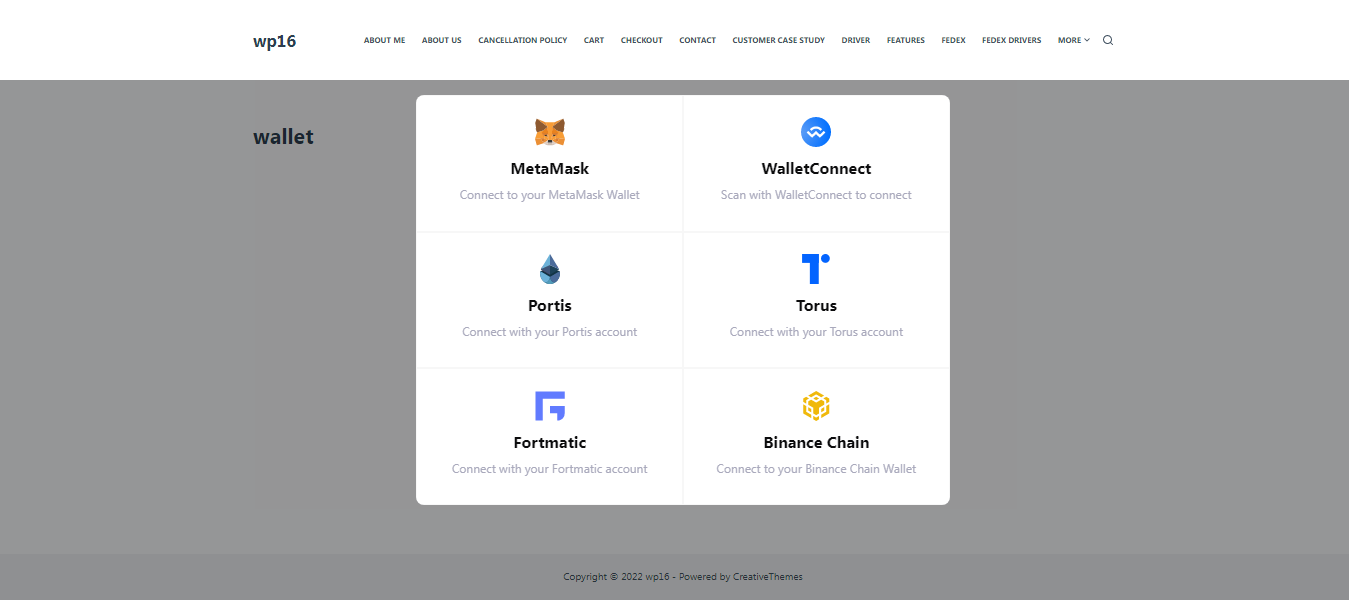 wp16
ABOUT ME ABOUT US CANCELLATION POLICY CART CHECKOUT CONTACT CUSTOMER CASE STUDY DRIVER FEATURES FEDEX FEDEX DRIVERS MORE
wallet
MetaMask
Connect to your MetaMask Wallet
WalletConnect
Scan with WalletConnect to connect
Portis
Connect with your Portis account
Torus
Connect with your Torus account
Fortmatic
Connect with your Fortmatic account
Binance Chain
Connect to your Binance Chain Wallet
Copyright © 2022 wp16 - Powered by CreativeThemes